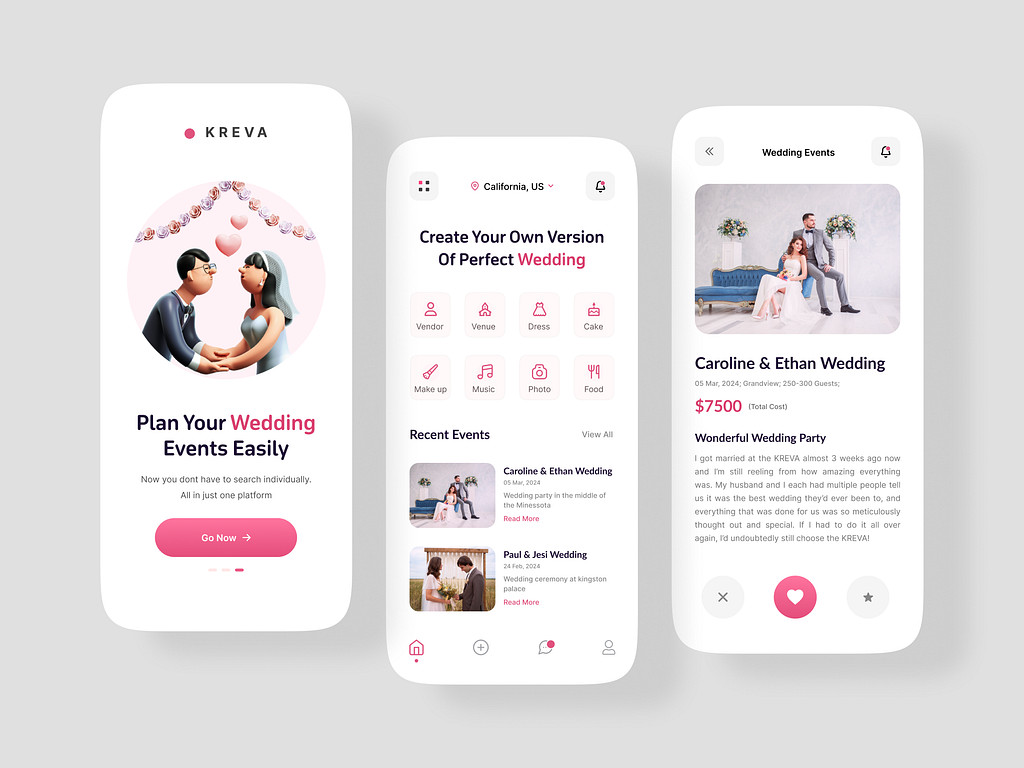 KREVA
Plan Your Wedding
Events Easily
Now you dont have to search individually.
All in just one platform
Go Now
California, US
Create Your Own Version
Of Perfect Wedding
Vendor
Venue
Dress
Cake
Make up
Music
Photo
Food
Recent Events
View All
Caroline & Ethan Wedding
05 Mar, 2024
Wedding party in the middle of
the Minessota
Read More
Paul & Jesi Wedding
24 Feb, 2024
Wedding ceremony at kingston
palace
Read More
Wedding Events
Caroline & Ethan Wedding
05 Mar, 2024; Grandview; 250-300 Guests;
$7500 (Total Cost)
Wonderful Wedding Party
I got married at the KREVA almost 3 weeks ago now
and I'm still reeling from how amazing everything
was. My husband and I each had multiple people tell
us it was the best wedding they'd ever been to, and
everything that was done for us was so meticulously
thought out and special. If I had to do it all over
again, I'd undoubtedly still choose the KREVA!